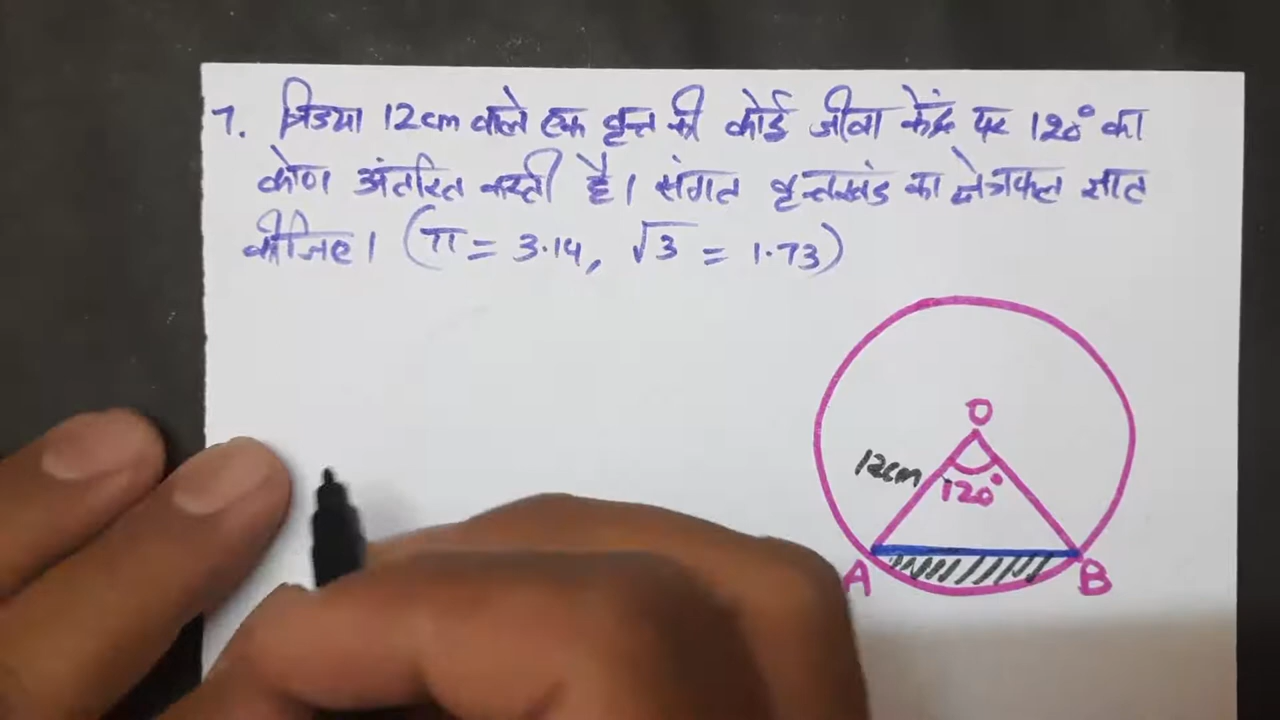 7. त्रिज्या 12cm वाले एक वृत्त की कोई जीवा केंद्र पर 120° का
कोण अंतरित करती है। संगत वृत्तखंड का क्षेत्रफल ज्ञात
कीजिए। (π = 3.14, √3 = 1.73)
O
12cm
120°
A
B